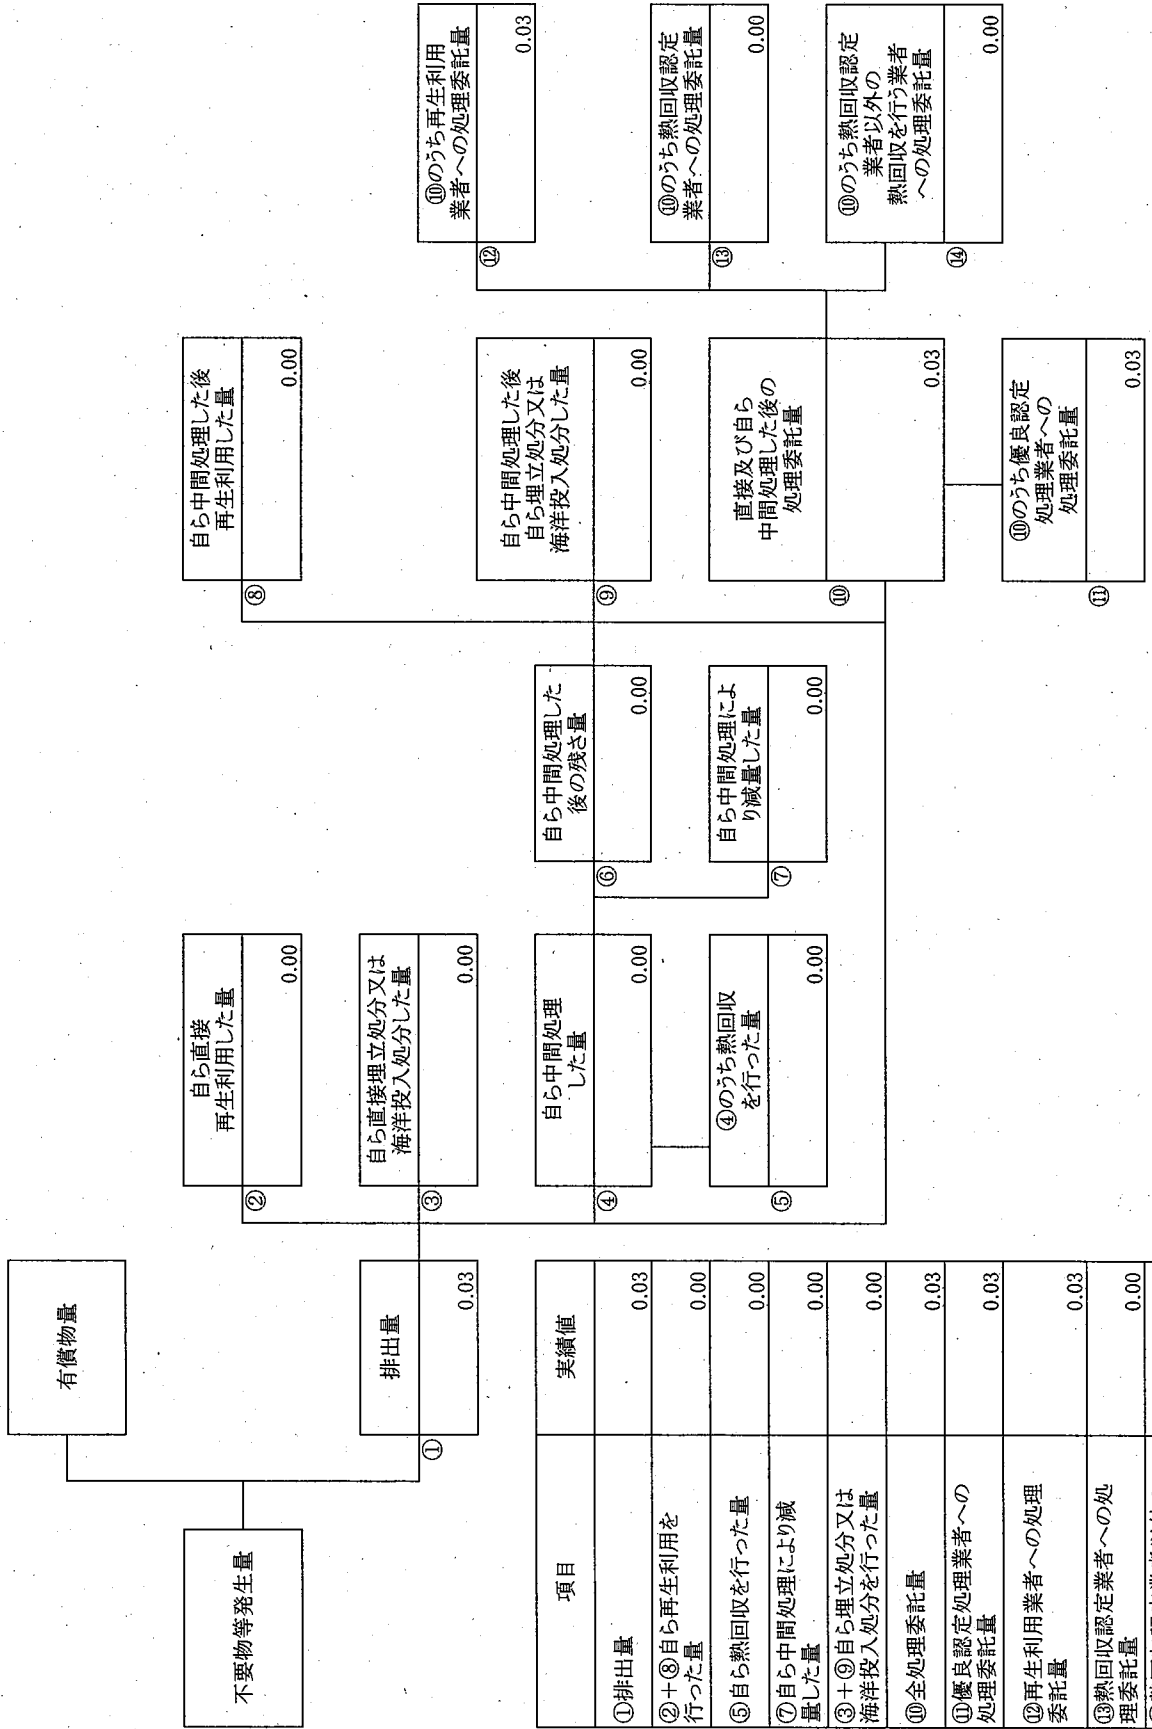 不要物等発生量
有償物量
①
排出量
0.03
②
自ら直接
再生利用した量
0.00
③
自ら直接埋立処分又は
海洋投入処分した量
0.00
④
自ら中間処理
した量
0.00
⑤
④のうち熱回収
を行った量
0.00
⑥
自ら中間処理した
後の残さ量
0.00
⑦
自ら中間処理によ
り減量した量
0.00
⑧
自ら中間処理した後
再生利用した量
0.00
⑨
自ら中間処理した後
自ら埋立処分又は
海洋投入処分した量
0.00
⑩
直接及び自ら
中間処理した後の
処理委託量
0.03
⑪
⑩のうち優良認定
処理業者への
処理委託量
0.03
⑫
⑩のうち再生利用
業者への処理委託量
0.03
⑬
⑩のうち熱回収認定
業者への処理委託量
0.00
⑭
⑩のうち熱回収認定
業者以外の
熱回収を行う業者
への処理委託量
0.00
項目
実績値
①排出量
0.03
②+⑧自ら再生利用を
行った量
0.00
⑤自ら熱回収を行った量
0.00
⑦自ら中間処理により減
量した量
0.00
③+⑨自ら埋立処分又は
海洋投入処分を行った量
0.00
⑩全処理委託量
0.03
⑪優良認定処理業者への
処理委託量
0.03
⑫再生利用業者への処理
委託量
0.03
⑬熱回収認定業者への処
理委託量
0.00